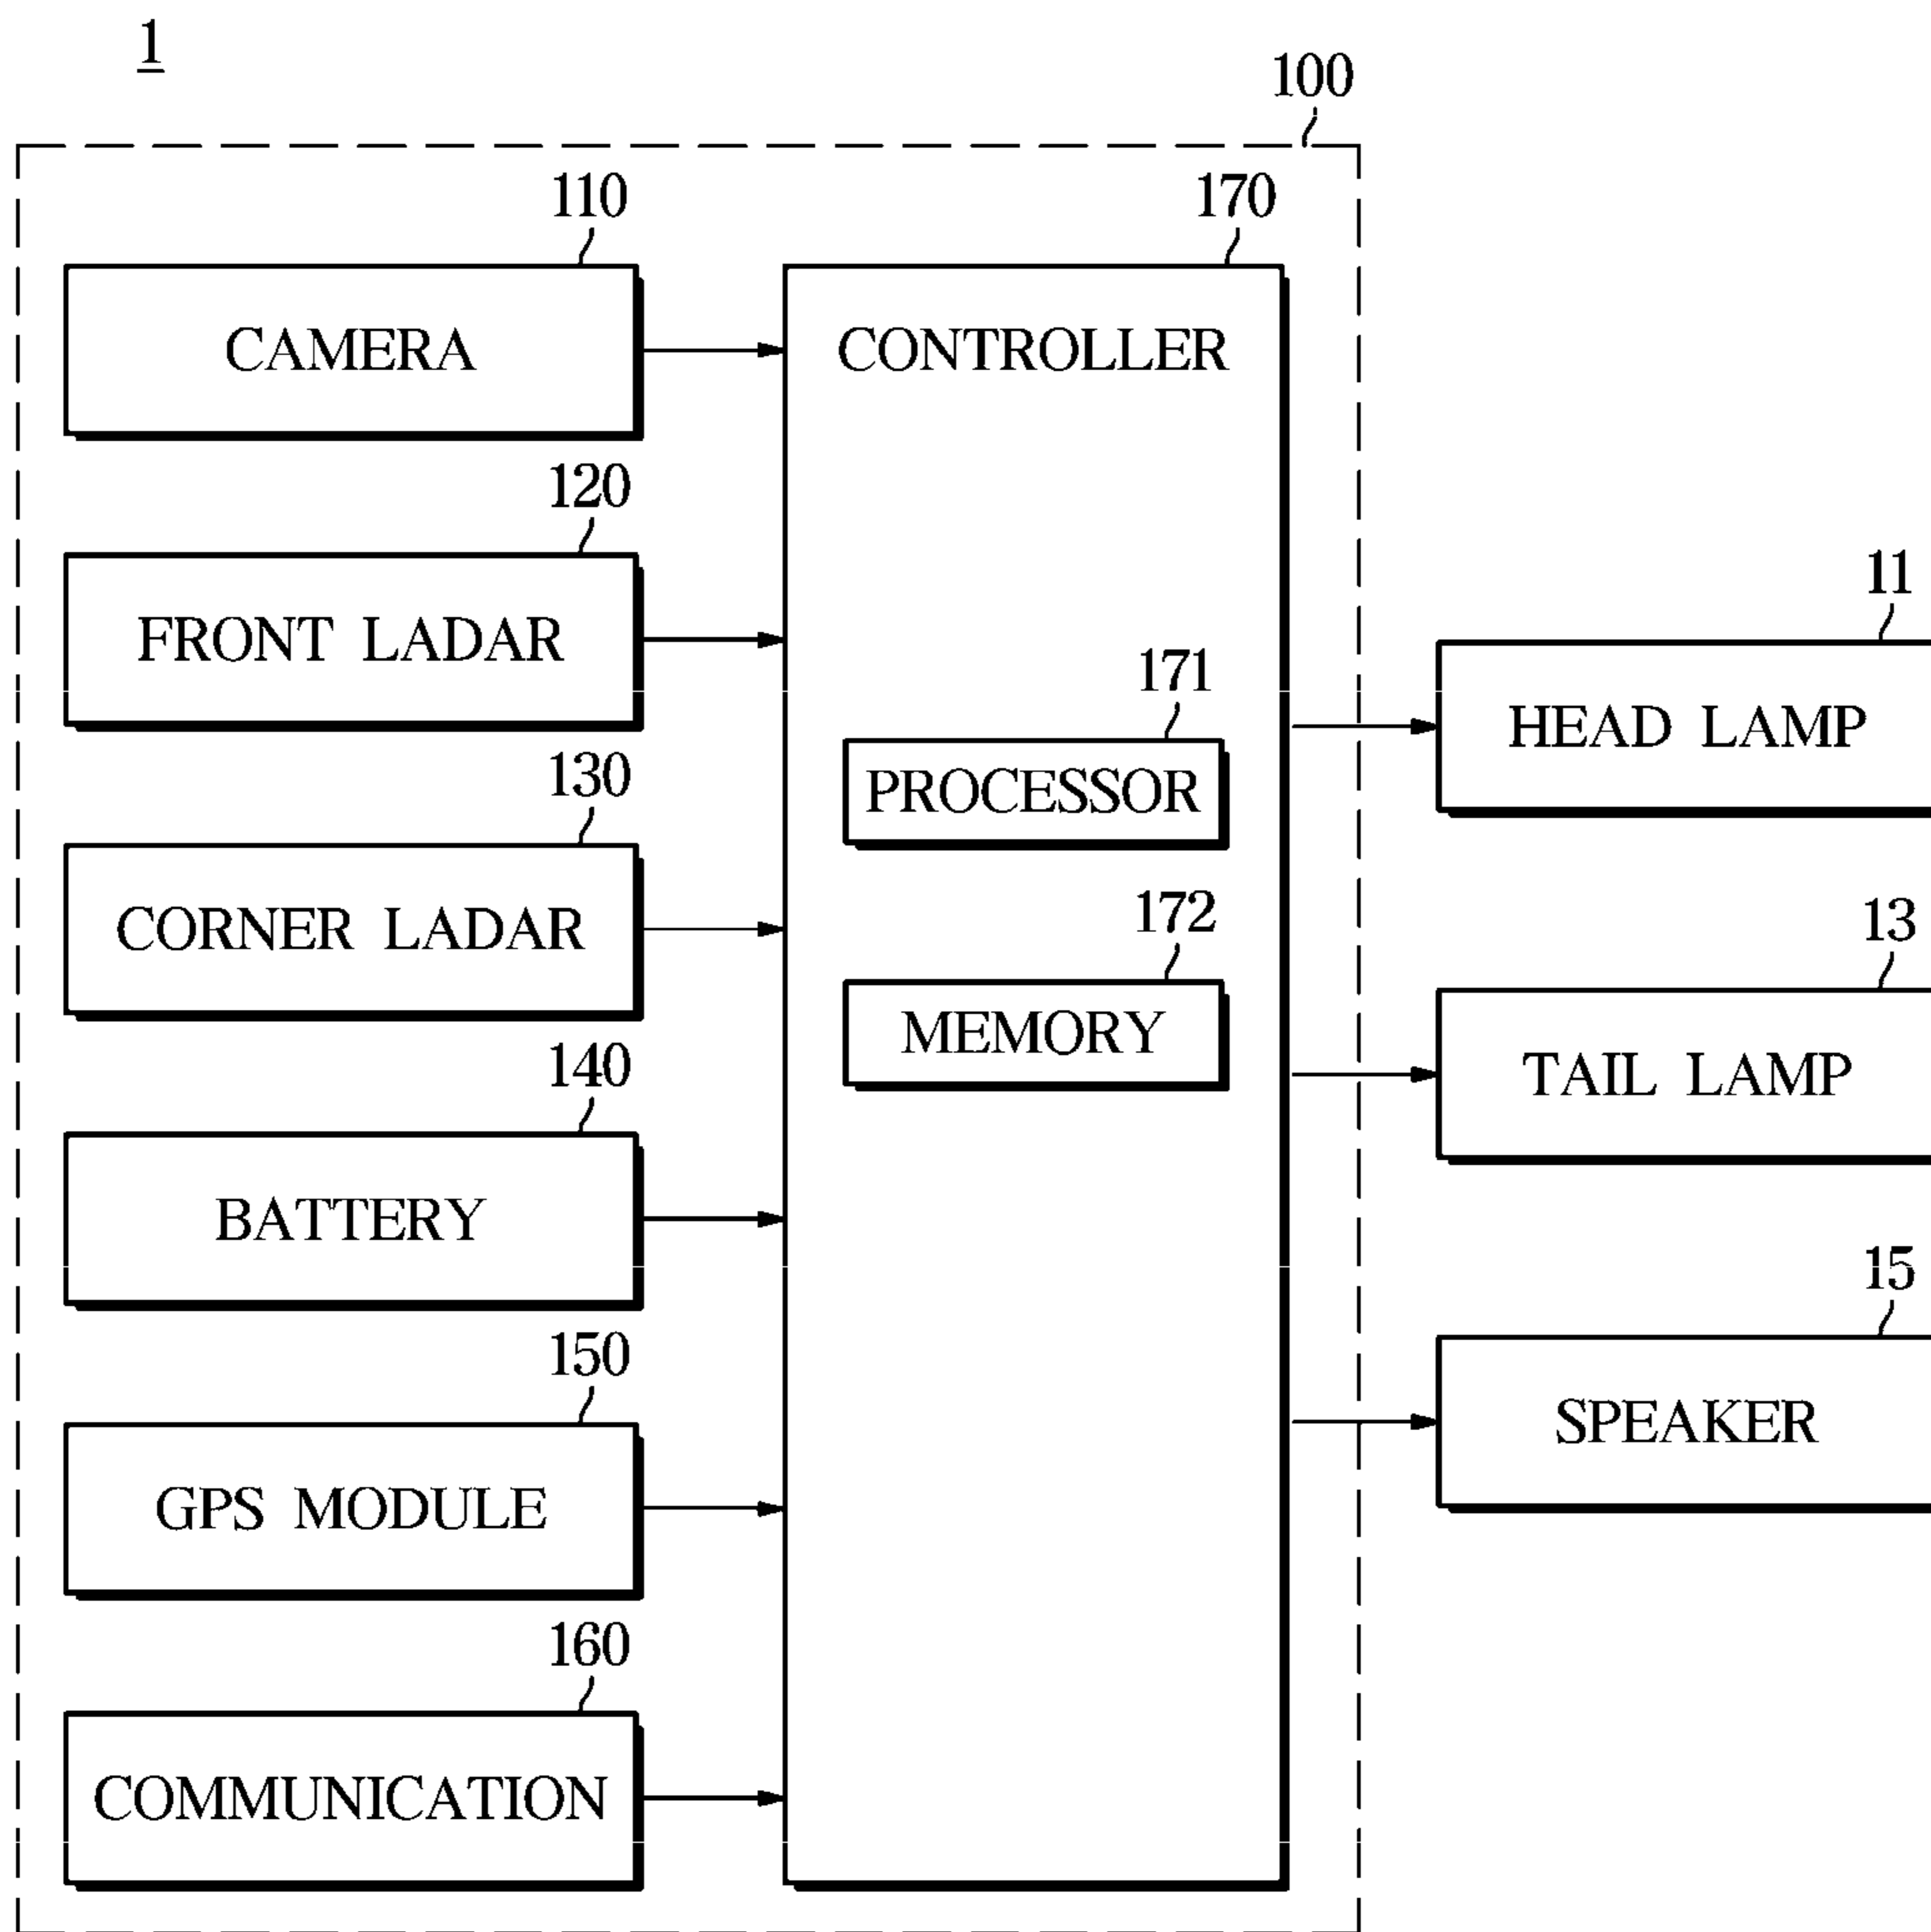 1
100
110
170
CAMERA
CONTROLLER
120
FRONT LADAR
11
HEAD LAMP
171
PROCESSOR
130
CORNER LADAR
172
MEMORY
13
TAIL LAMP
140
BATTERY
15
SPEAKER
150
GPS MODULE
160
COMMUNICATION